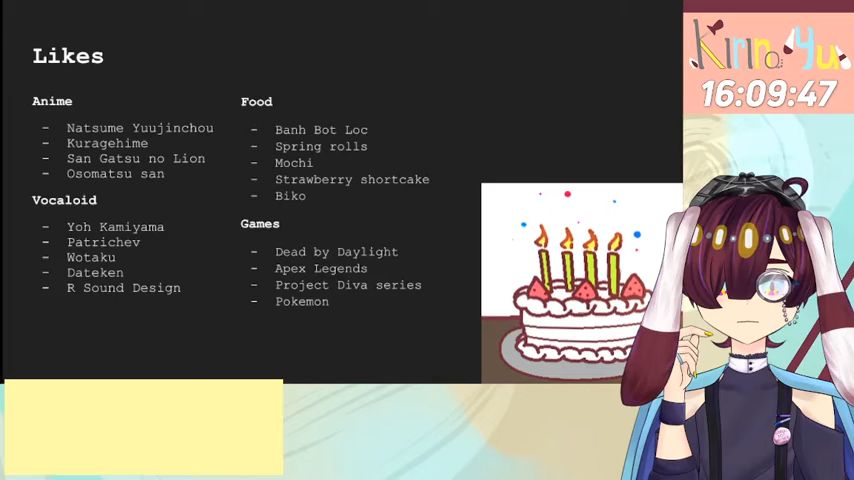 Likes
Anime
- Natsume Yuujinchou
- Kuragehime
- San Gatsu no Lion
- Osomatsu san
Vocaloid
- Yoh Kamiyama
- Patrichev
- Wotaku
- Dateken
- R Sound Design
Food
- Banh Bot Loc
- Spring rolls
- Mochi
- Strawberry shortcake
- Biko
Games
- Dead by Daylight
- Apex Legends
- Project Diva series
- Pokemon
Kirino Yu
16:09:47